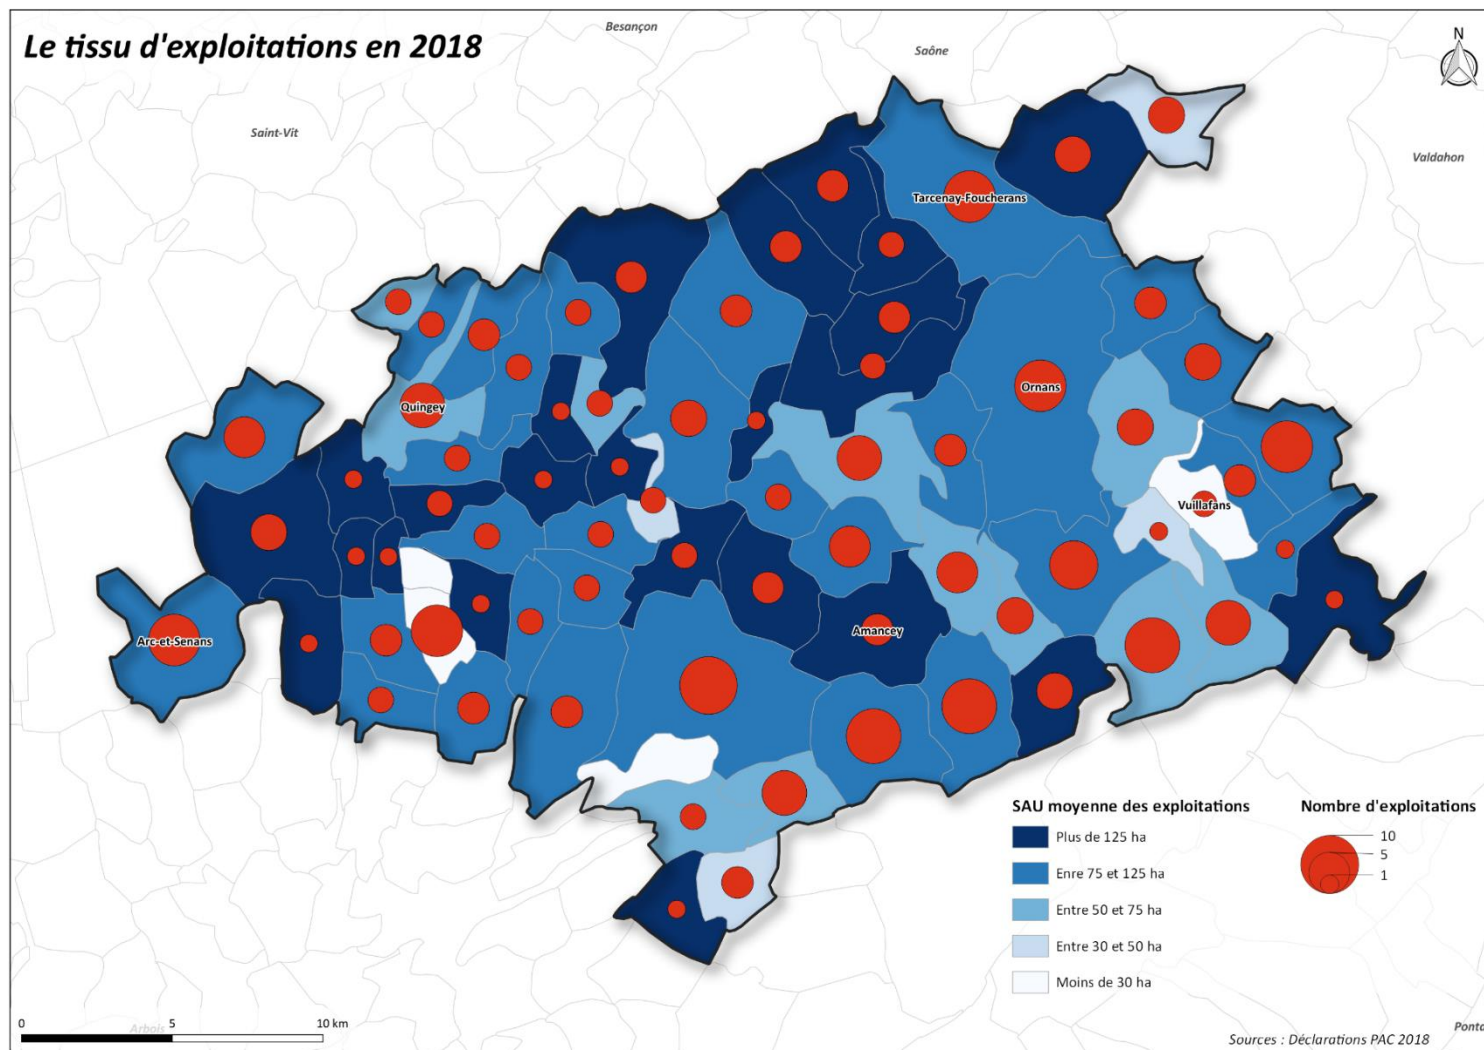 Besançon
Le tissu d'exploitations en 2018
Saône
N
Saint-Vit
Valdahon
Tarcenay-Foucherans
Ornans
Quingey
Vuillafans
Amancey
Arc-et-Senans
SAU moyenne des exploitations
Plus de 125 ha
Enre 75 et 125 ha
Entre 50 et 75 ha
Entre 30 et 50 ha
Moins de 30 ha
Nombre d'exploitations
10
5
1
0 5 10 km
Arbois
Ponta
Sources : Déclarations PAC 2018